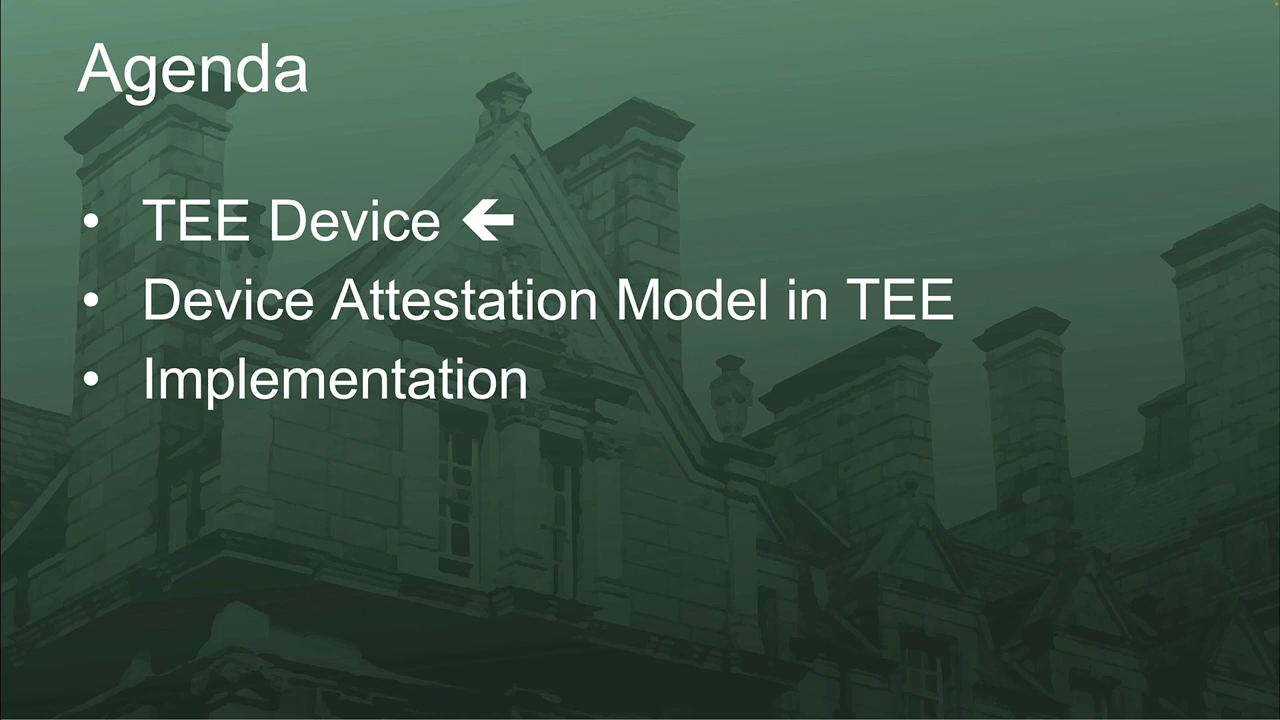 Agenda
• TEE Device 🡸
• Device Attestation Model in TEE
• Implementation